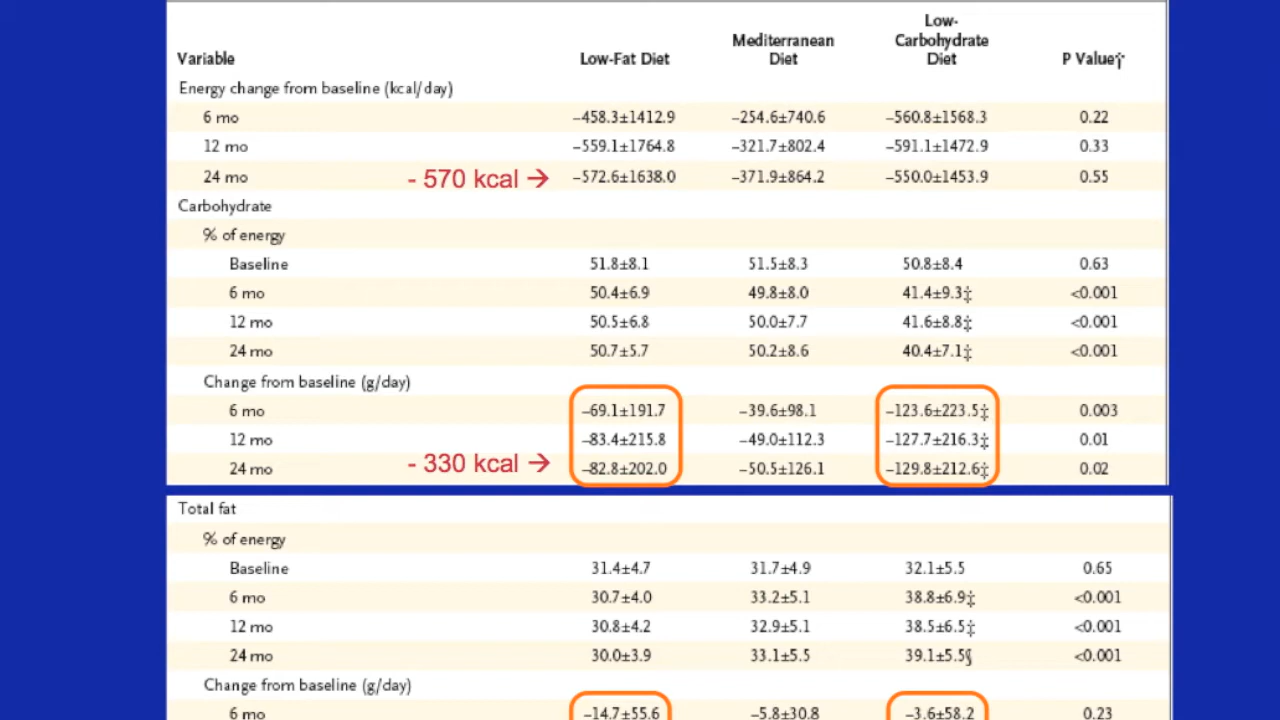 Variable Low-Fat Diet Mediterranean Diet Low-Carbohydrate Diet P Value†
Energy change from baseline (kcal/day)
6 mo –458.3±1412.9 –254.6±740.6 –560.8±1568.3 0.22
12 mo –559.1±1764.8 –321.7±802.4 –591.1±1472.9 0.33
24 mo - 570 kcal → –572.6±1638.0 –371.9±864.2 –550.0±1453.9 0.55
Carbohydrate
% of energy
Baseline 51.8±8.1 51.5±8.3 50.8±8.4 0.63
6 mo 50.4±6.9 49.8±8.0 41.4±9.3‡ <0.001
12 mo 50.5±6.8 50.0±7.7 41.6±8.8‡ <0.001
24 mo 50.7±5.7 50.2±8.6 40.4±7.1‡ <0.001
Change from baseline (g/day)
6 mo –69.1±191.7 –39.6±98.1 –123.6±223.5‡ 0.003
12 mo –83.4±215.8 –49.0±112.3 –127.7±216.3‡ 0.01
24 mo - 330 kcal → –82.8±202.0 –50.5±126.1 –129.8±212.6‡ 0.02
Total fat
% of energy
Baseline 31.4±4.7 31.7±4.9 32.1±5.5 0.65
6 mo 30.7±4.0 33.2±5.1 38.8±6.9‡ <0.001
12 mo 30.8±4.2 32.9±5.1 38.5±6.5‡ <0.001
24 mo 30.0±3.9 33.1±5.5 39.1±5.5§ <0.001
Change from baseline (g/day)
6 mo –14.7±55.6 –5.8±30.8 –3.6±58.2 0.23